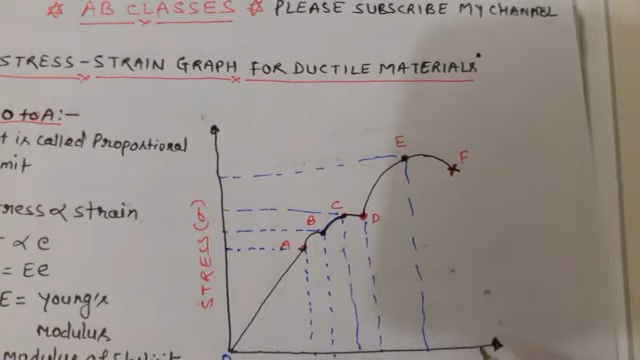 AB CLASSES PLEASE SUBSCRIBE MY CHANNEL
STRESS-STRAIN GRAPH FOR DUCTILE MATERIALS
O to A:-
t is called Proportional
mit
ress ∝ strain
∝ e
= Ee
E = Young's
modulus
STRESS (σ)
A
B
C
D
E
F